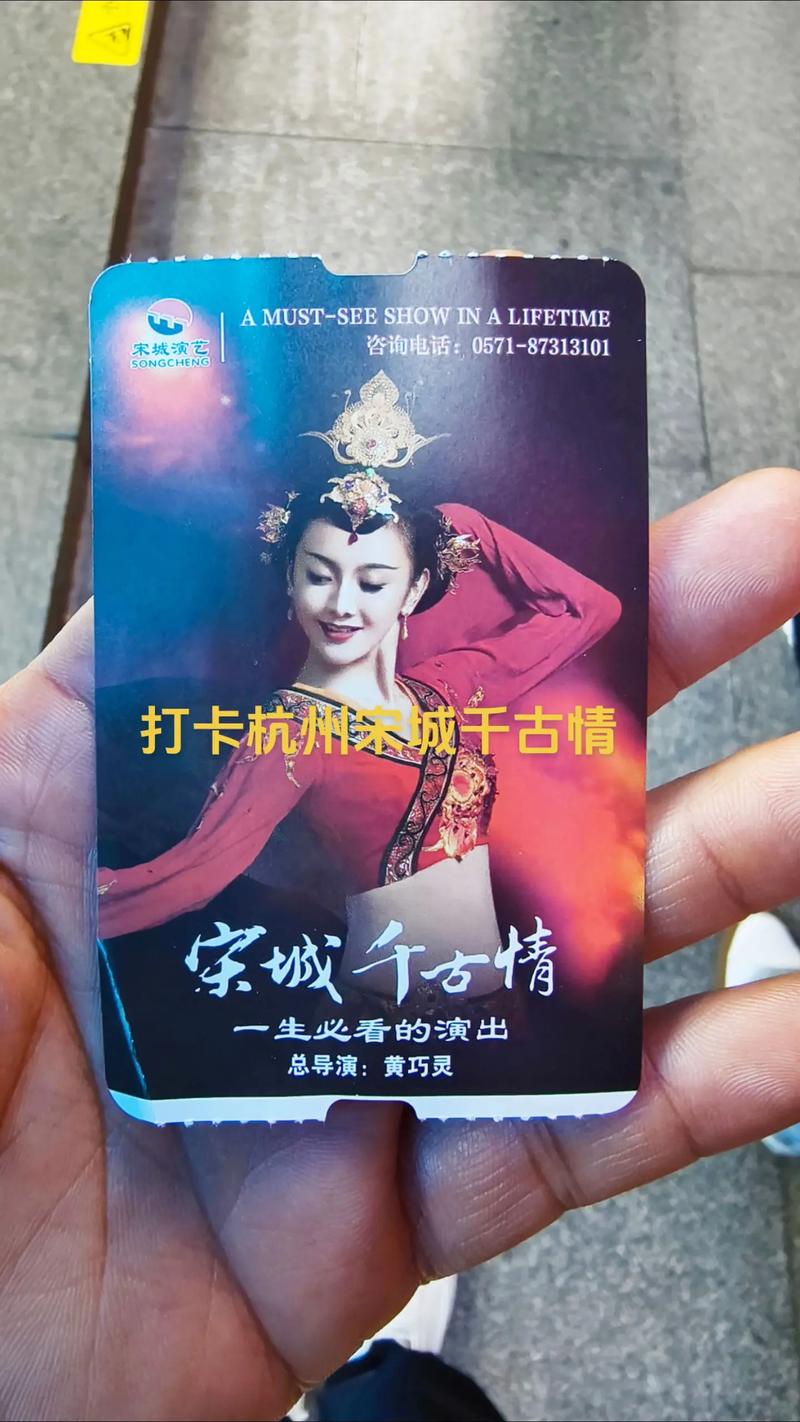 A MUST-SEE SHOW IN A LIFETIME
宋城演艺
SONGCHENG
咨询电话：0571-87313101
打卡杭州宋城千古情
宋城千古情
一生必看的演出
总导演：黄巧灵